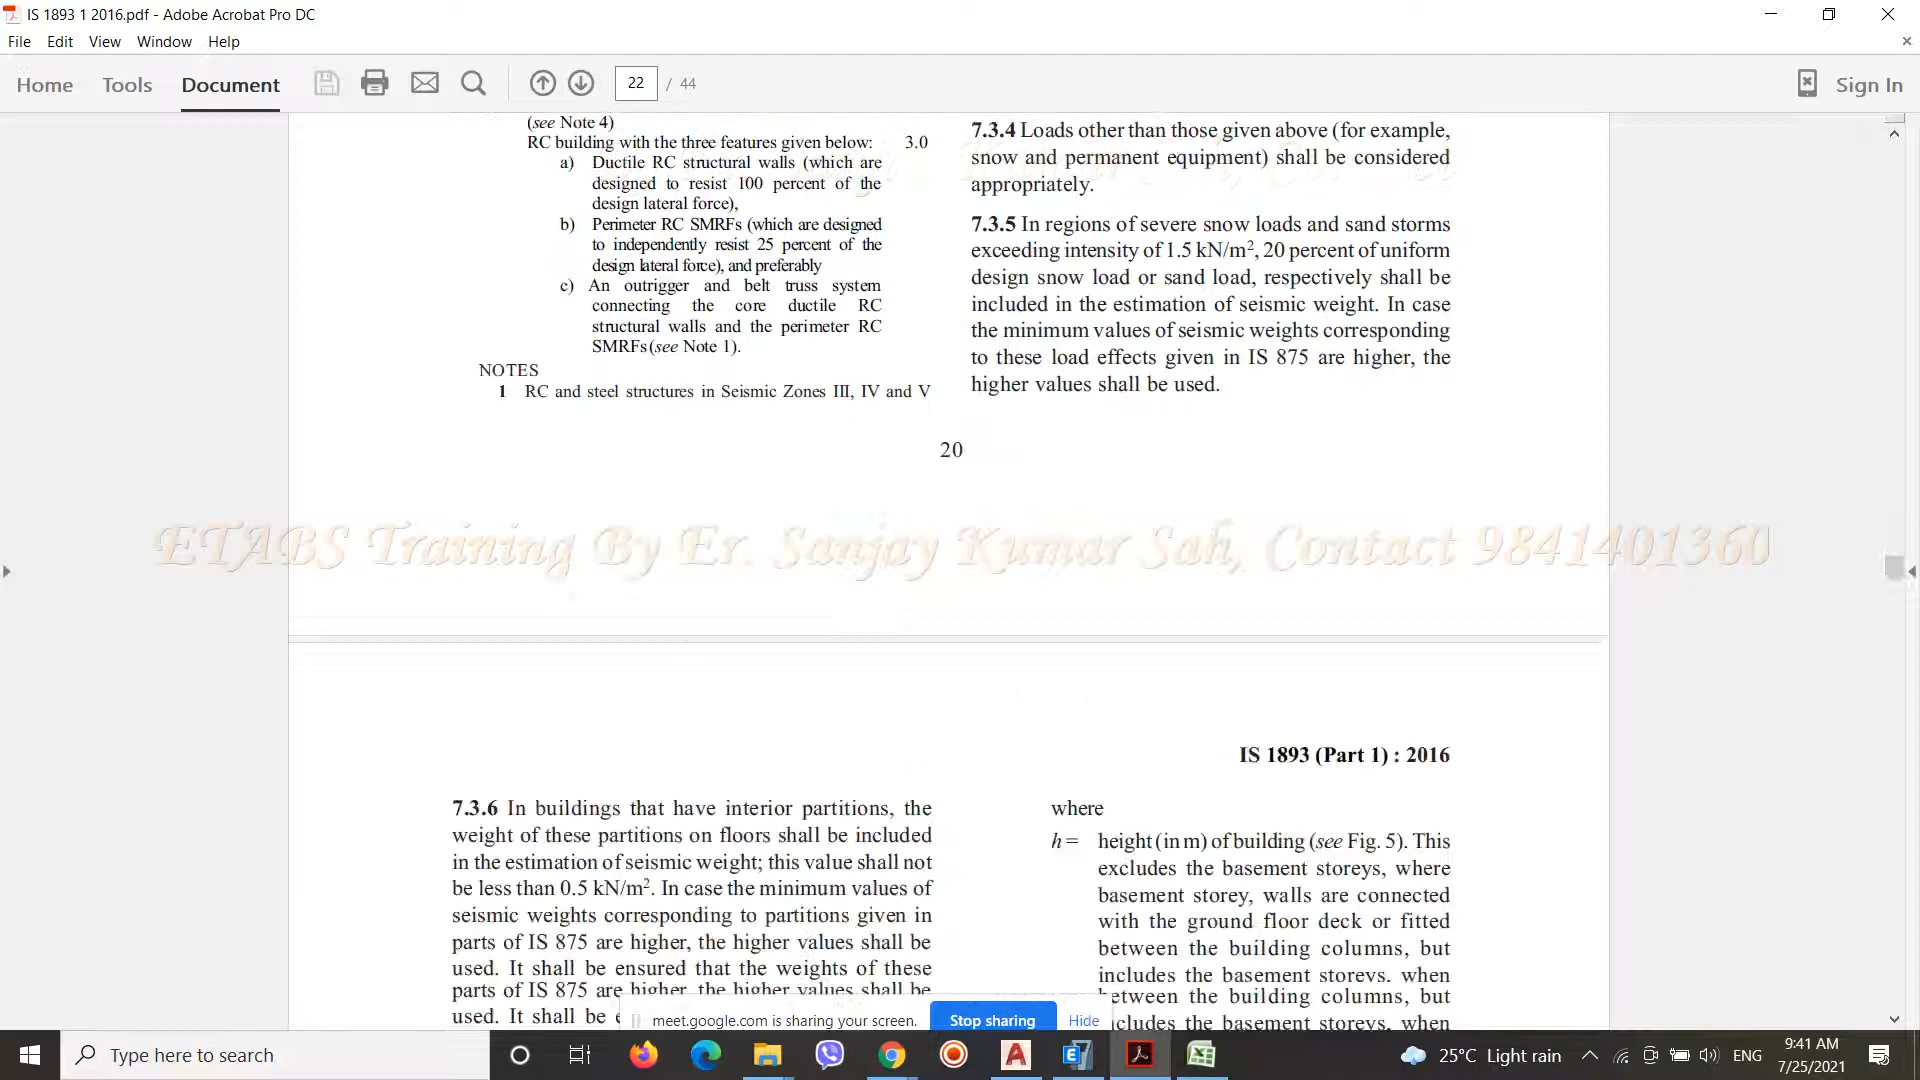 IS 1893 1 2016.pdf - Adobe Acrobat Pro DC
File Edit View Window Help
Home Tools Document 22 / 44 Sign In
(see Note 4)
RC building with the three features given below: 3.0
a) Ductile RC structural walls (which are
designed to resist 100 percent of the
design lateral force),
b) Perimeter RC SMRFs (which are designed
to independently resist 25 percent of the
design lateral force), and preferably
c) An outrigger and belt truss system
connecting the core ductile RC
structural walls and the perimeter RC
SMRFs (see Note 1).
NOTES
1 RC and steel structures in Seismic Zones III, IV and V
7.3.4 Loads other than those given above (for example,
snow and permanent equipment) shall be considered
appropriately.
7.3.5 In regions of severe snow loads and sand storms
exceeding intensity of 1.5 kN/m², 20 percent of uniform
design snow load or sand load, respectively shall be
included in the estimation of seismic weight. In case
the minimum values of seismic weights corresponding
to these load effects given in IS 875 are higher, the
higher values shall be used.
20
ETABS Training By Er. Sanjay Kumar Sah, Contact 9841401360
IS 1893 (Part 1) : 2016
7.3.6 In buildings that have interior partitions, the
weight of these partitions on floors shall be included
in the estimation of seismic weight; this value shall not
be less than 0.5 kN/m². In case the minimum values of
seismic weights corresponding to partitions given in
parts of IS 875 are higher, the higher values shall be
used. It shall be ensured that the weights of these
parts of IS 875 are higher, the higher values shall be
used. It shall be
where
h = height (in m) of building (see Fig. 5). This
excludes the basement storeys, where
basement storey, walls are connected
with the ground floor deck or fitted
between the building columns, but
includes the basement storeys, when
between the building columns, but
includes the basement storeys, when
meet.google.com is sharing your screen. Stop sharing Hide
Type here to search
25°C Light rain ENG
9:41 AM
7/25/2021